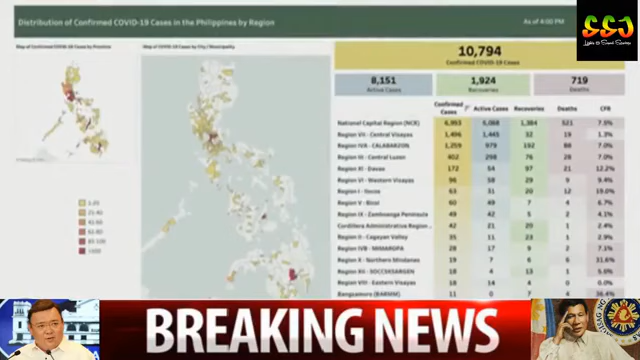 Distribution of Confirmed COVID-19 Cases in the Philippines by Region
As of 4:00 PM
SSJ
Map of Confirmed COVID-19 Cases by Province
Map of COVID-19 Cases by City / Municipality
10,794
Confirmed COVID-19 Cases
8,151
Active Cases
1,924
Recoveries
719
Deaths
Confirmed Cases Active Cases Recoveries Deaths CFR
National Capital Region (NCR) 6,993 1,384 521 7.0%
Region VII - Central Visayas 1,496 1,445 32 19 1.3%
Region IVA - CALABARZON 1,259 979 192 88 7.0%
Region III - Central Luzon 402 298 76 28 7.0%
Region XI - Davao 172 54 97 21 12.2%
Region VI - Western Visayas 96 58 29 9 9.4%
Region I - Ilocos 63 31 20 12 19.0%
Region V - Bicol 60 49 7 4 6.7%
Region IX - Zamboanga Peninsula 49 42 5 2 4.1%
Cordillera Administrative Region .. 42 21 20 1 2.4%
Region II - Cagayan Valley 35 11 23 1 2.9%
Region IVB - MIMAROPA 28 17 2 7.1%
Region X - Northern Mindanao 19 7 6 6 31.6%
Region XII - SOCCSKSARGEN 18 4 13 1 5.0%
Region VIII - Eastern Visayas 18 14 4 0 0.0%
Bangsamoro (BARMM) 11 0 7 4 36.4%
BREAKING NEWS